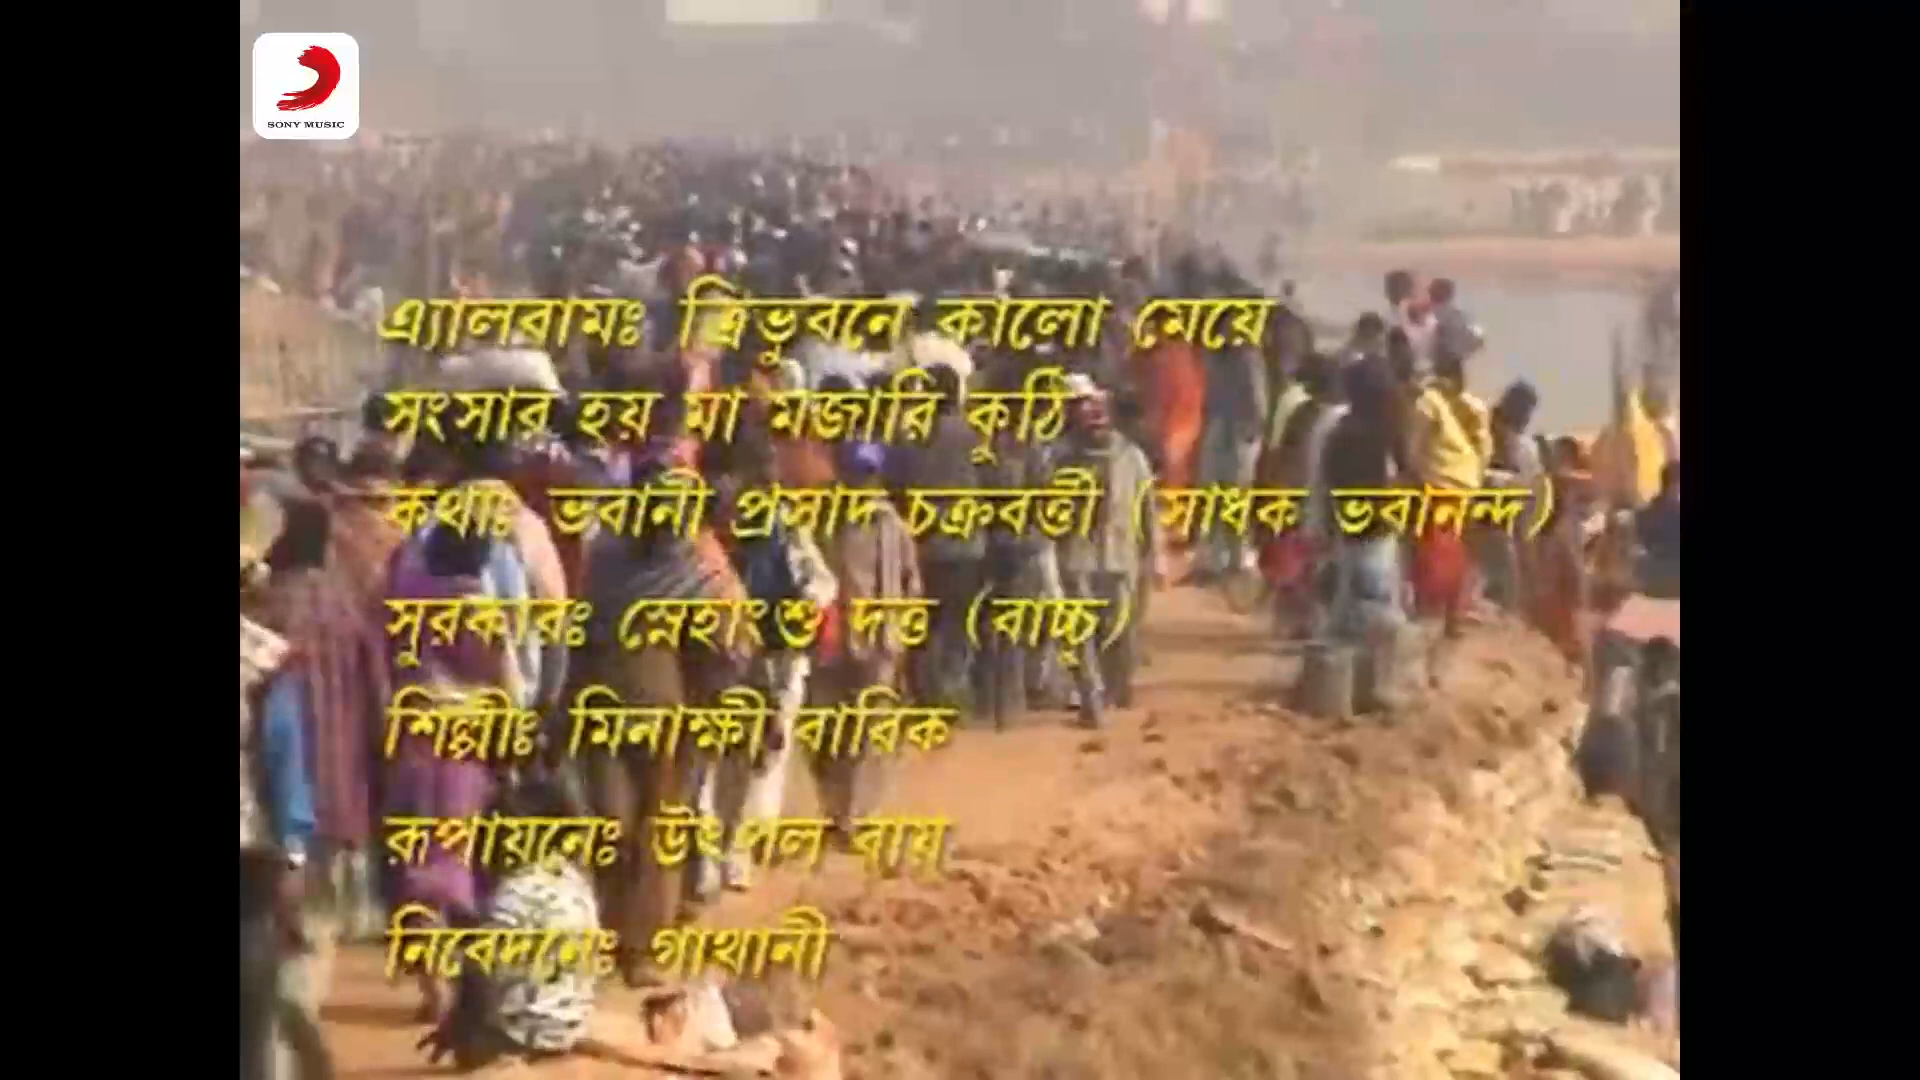 SONY MUSIC
এ্যালবামঃ ত্রিভুবনে কালো মেয়ে
সংসার হয় মা মজারি কুঠি
কথাঃ ভবানী প্রসাদ চক্রবর্ত্তী (সাধক ভবানন্দ)
সুরকারঃ স্নেহাংশু দত্ত (বাচ্চু)
শিল্পীঃ মিনাক্ষী বারিক
রূপায়নেঃ উৎপল রায়
নিবেদনেঃ গাথানী